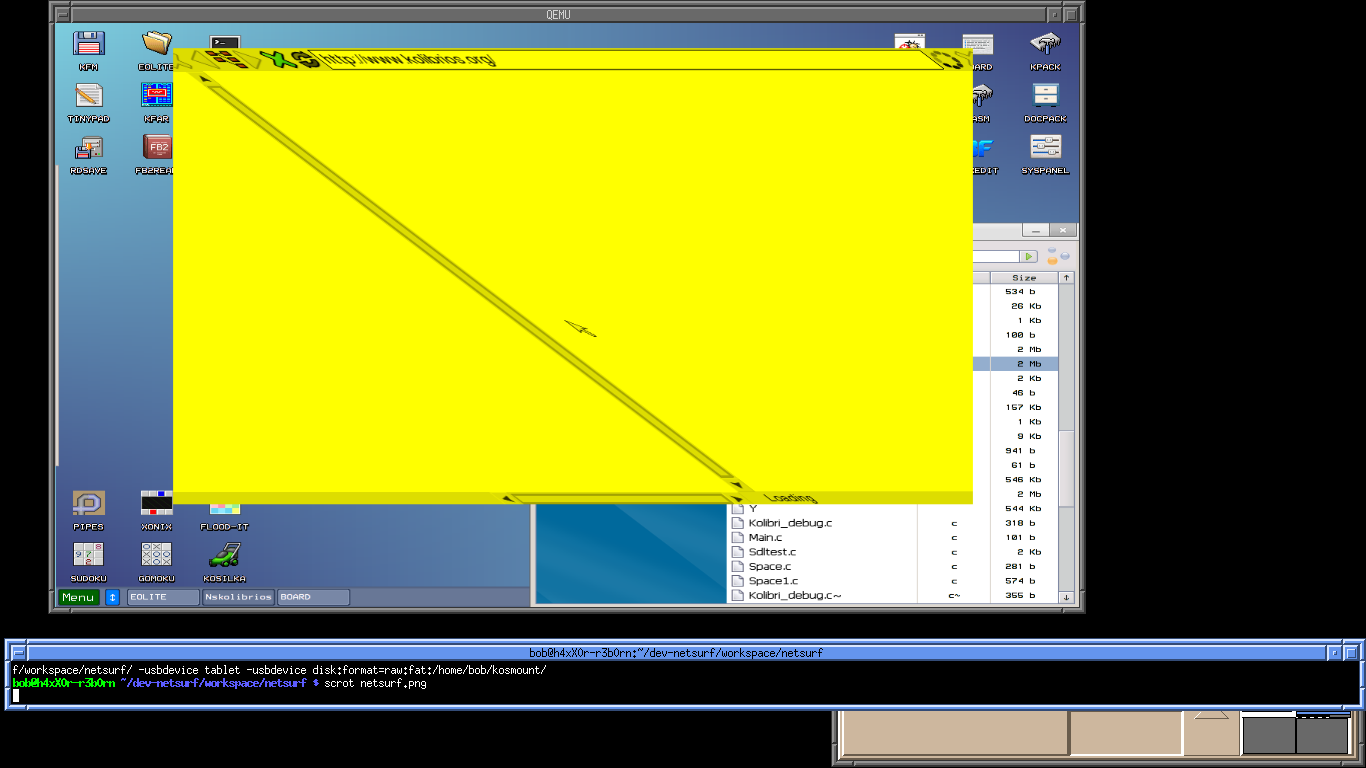 QEMU
KFM
EOLITE
http://www.kolibrios.org/
KPACK
TINYPAD
KFAR
DOCPACK
RDSAVE
SYSPANEL
Size
534 b
26 Kb
1 Kb
100 b
2 Mb
2 Mb
2 Kb
46 b
157 Kb
1 Kb
9 Kb
941 b
61 b
546 Kb
2 Mb
Loading
Y 544 Kb
Kolibri_debug.c c 318 b
Main.c c 101 b
Sdltest.c c 2 Kb
Space.c c 281 b
Space1.c c 574 b
Kolibri_debug.c~ c~ 355 b
PIPES
XONIX
FLOOD-IT
SUDOKU
GOMOKU
KOSILKA
Menu
EOLITE
Nskolibrios
BOARD
bob@h4xX0r-r3b0rn:~/dev-netsurf/workspace/netsurf
f/workspace/netsurf/ -usbdevice tablet -usbdevice disk:format=raw:fat:/home/bob/kosmount/
bob@h4xX0r-r3b0rn ~/dev-netsurf/workspace/netsurf $ scrot netsurf.png